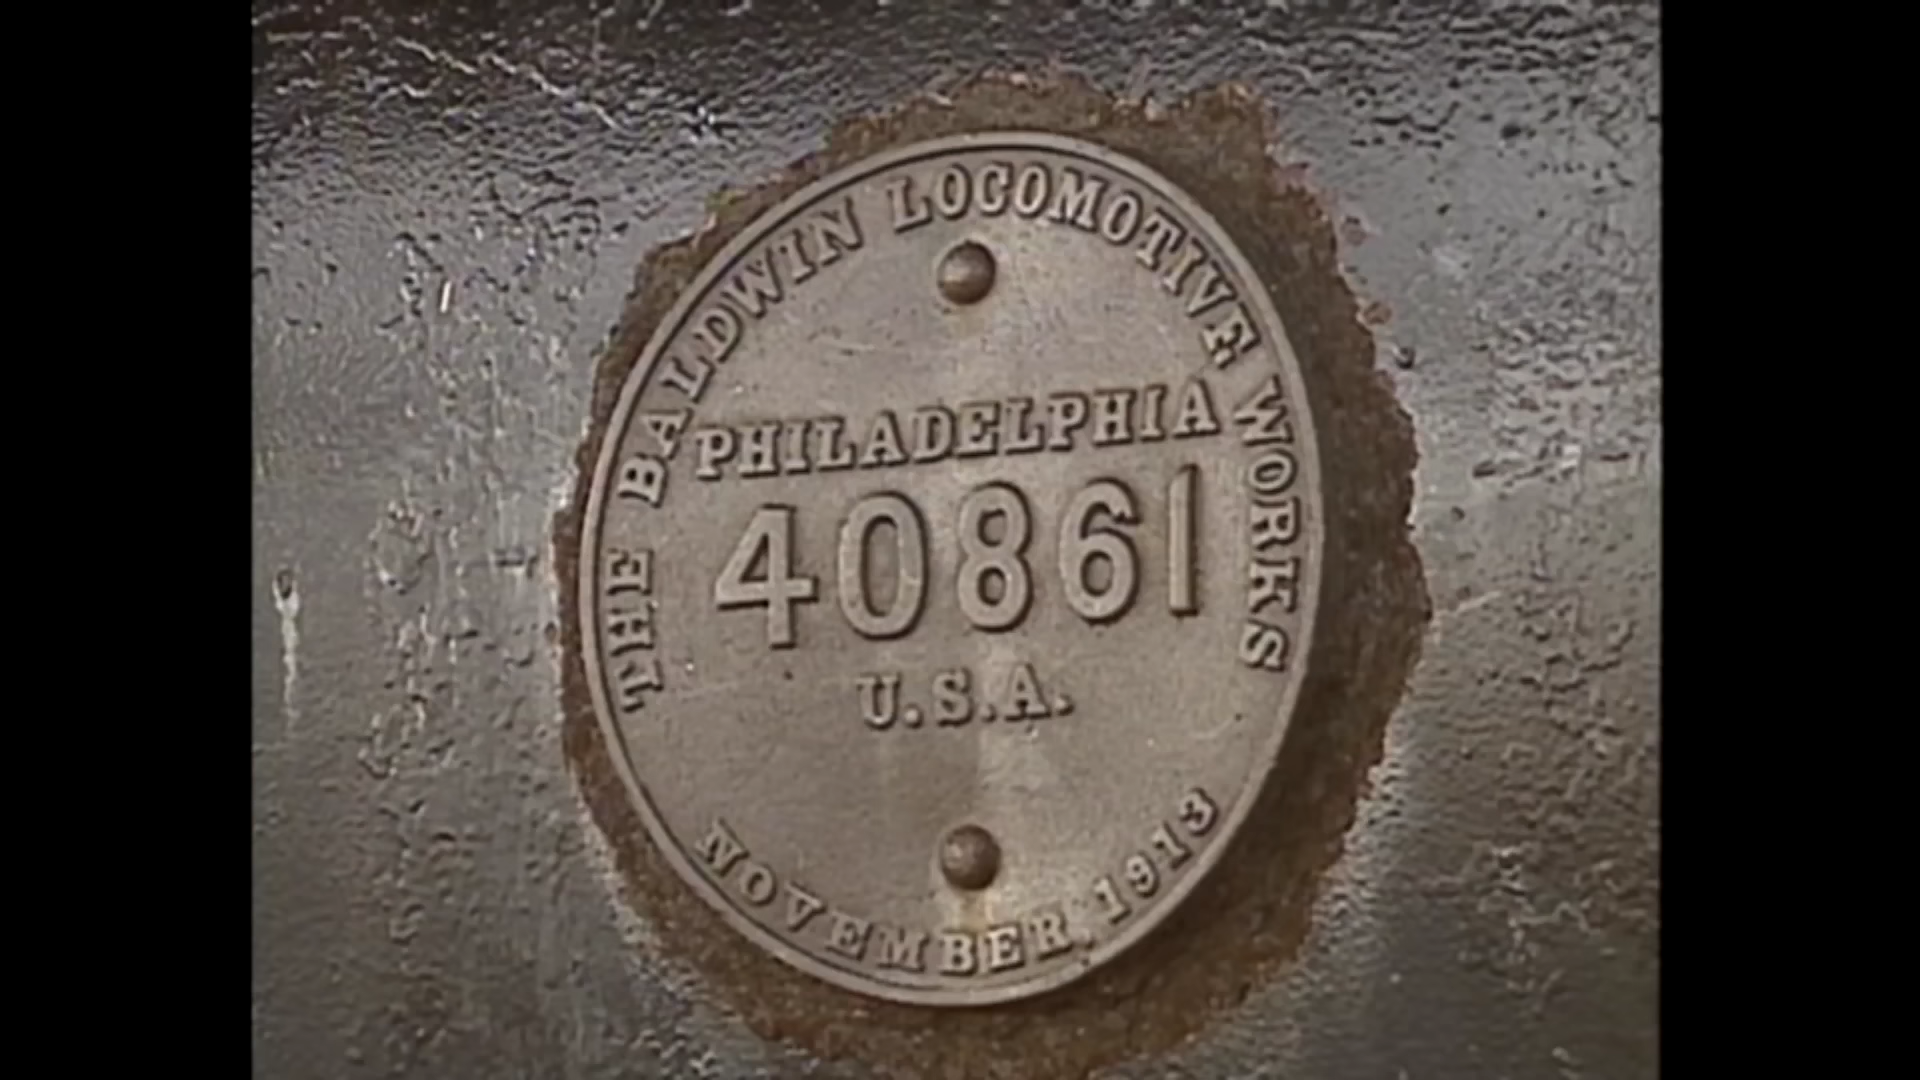 THE BALDWIN LOCOMOTIVE WORKS
PHILADELPHIA
40861
U.S.A.
NOVEMBER, 1913